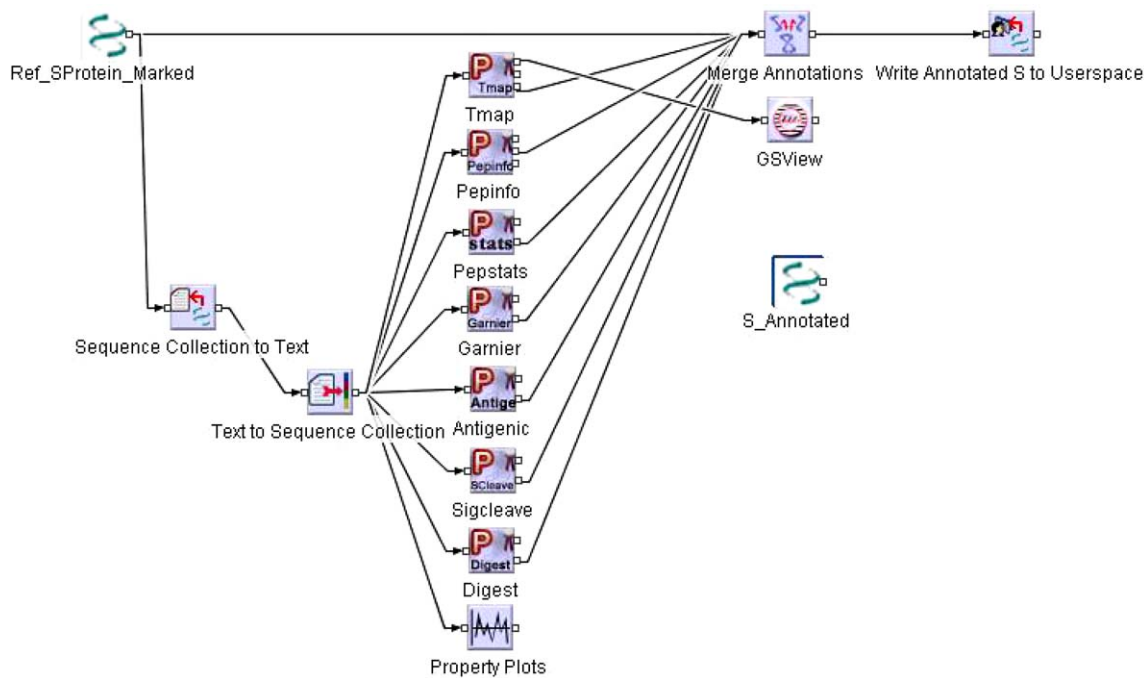 Ref_SProtein_Marked
Merge Annotations
Write Annotated S to Userspace
Tmap
Tmap
GSView
Pepinfo
Pepinfo
stats
Pepstats
S_Annotated
Garnier
Garnier
Sequence Collection to Text
Antige
Antigenic
Text to Sequence Collection
SCleave
Sigcleave
Digest
Digest
Property Plots